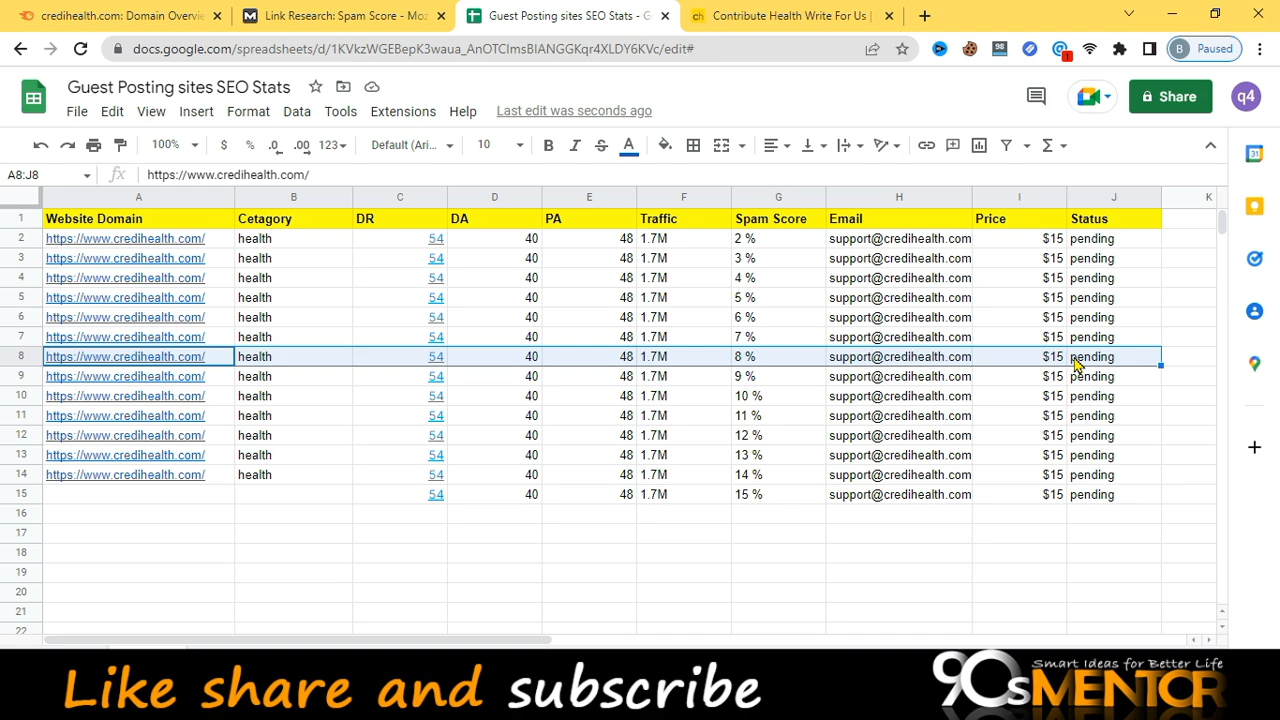 credihealth.com: Domain Overvie
Link Research: Spam Score - Moz
Guest Posting sites SEO Stats - G
Contribute Health Write For Us |
docs.google.com/spreadsheets/d/1KVkzWGEBepK3waua_AnOTCImsBIANGGKqr4XLDY6KVc/edit#
98
1
B Paused
Guest Posting sites SEO Stats
File Edit View Insert Format Data Tools Extensions Help Last edit was seconds ago
Share
q4
100% $ % .0 .00 123 Default (Ari... 10 B I S A
31
A8:J8 fx https://www.credihealth.com/
A B C D E F G H I J K
1 Website Domain Cetagory DR DA PA Traffic Spam Score Email Price Status
2 https://www.credihealth.com/ health 54 40 48 1.7M 2 % support@credihealth.com $15 pending
3 https://www.credihealth.com/ health 54 40 48 1.7M 3 % support@credihealth.com $15 pending
4 https://www.credihealth.com/ health 54 40 48 1.7M 4 % support@credihealth.com $15 pending
5 https://www.credihealth.com/ health 54 40 48 1.7M 5 % support@credihealth.com $15 pending
6 https://www.credihealth.com/ health 54 40 48 1.7M 6 % support@credihealth.com $15 pending
7 https://www.credihealth.com/ health 54 40 48 1.7M 7 % support@credihealth.com $15 pending
8 https://www.credihealth.com/ health 54 40 48 1.7M 8 % support@credihealth.com $15 pending
9 https://www.credihealth.com/ health 54 40 48 1.7M 9 % support@credihealth.com $15 pending
10 https://www.credihealth.com/ health 54 40 48 1.7M 10 % support@credihealth.com $15 pending
11 https://www.credihealth.com/ health 54 40 48 1.7M 11 % support@credihealth.com $15 pending
12 https://www.credihealth.com/ health 54 40 48 1.7M 12 % support@credihealth.com $15 pending
13 https://www.credihealth.com/ health 54 40 48 1.7M 13 % support@credihealth.com $15 pending
14 https://www.credihealth.com/ health 54 40 48 1.7M 14 % support@credihealth.com $15 pending
15 54 40 48 1.7M 15 % support@credihealth.com $15 pending
16
17
18
19
20
21
22
Like share and subscribe
Smart Ideas for Better Life
90sMENTOR